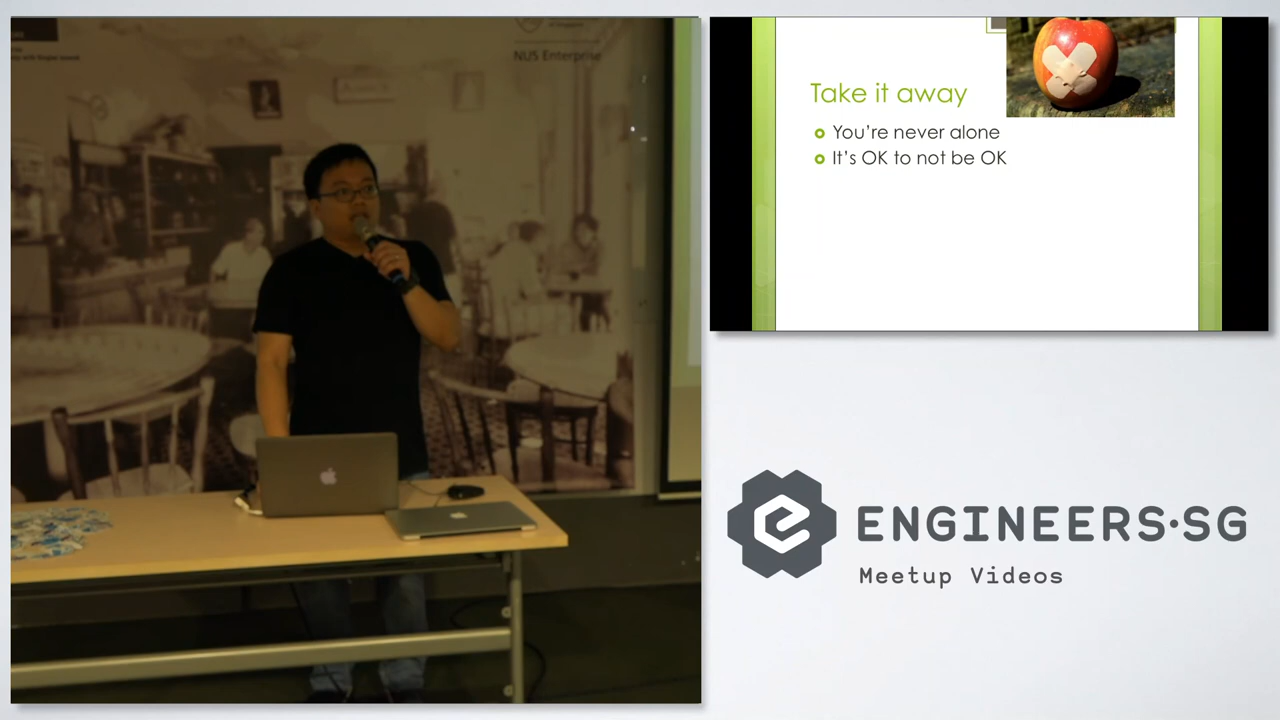 NUS Enterprise
Take it away
You're never alone
It's OK to not be OK
ENGINEERS·SG
Meetup Videos